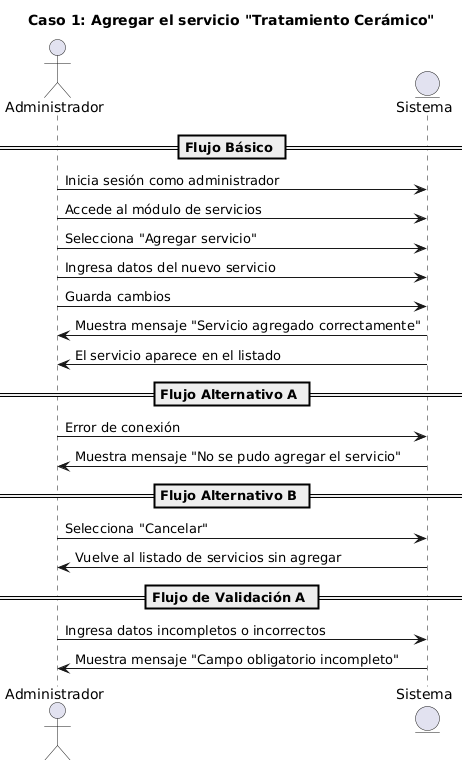 Caso 1: Agregar el servicio "Tratamiento Cerámico"
Administrador
Sistema
Flujo Básico
Inicia sesión como administrador
Accede al módulo de servicios
Selecciona "Agregar servicio"
Ingresa datos del nuevo servicio
Guarda cambios
Muestra mensaje "Servicio agregado correctamente"
El servicio aparece en el listado
Flujo Alternativo A
Error de conexión
Muestra mensaje "No se pudo agregar el servicio"
Flujo Alternativo B
Selecciona "Cancelar"
Vuelve al listado de servicios sin agregar
Flujo de Validación A
Ingresa datos incompletos o incorrectos
Muestra mensaje "Campo obligatorio incompleto"
Administrador
Sistema